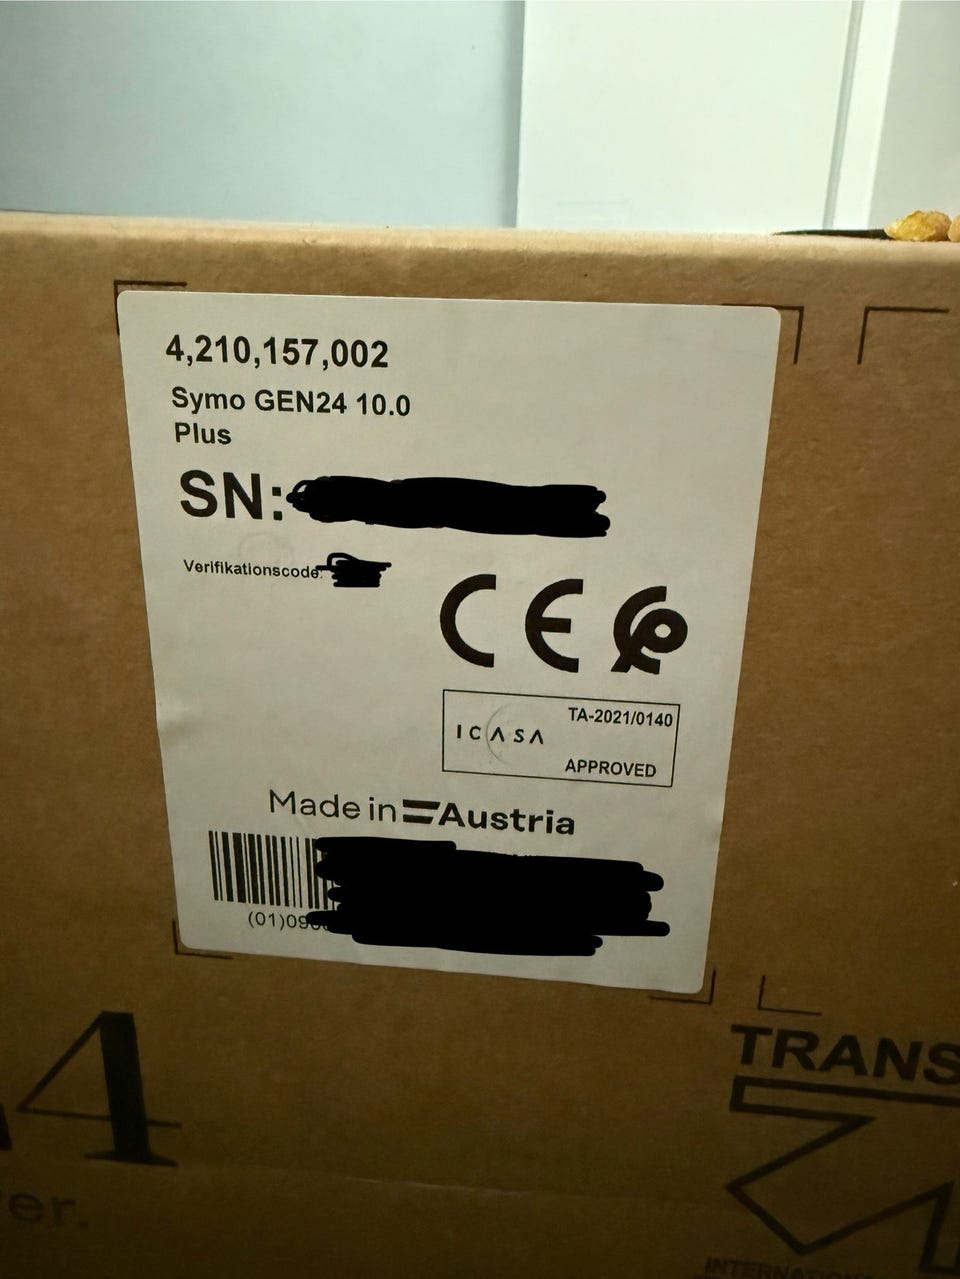 4,210,157,002
Symo GEN24 10.0
Plus
SN:
Verifikationscode:
CE
ICASA
TA-2021/0140
APPROVED
Made in Austria
(01)09
4
er.
TRANS
INTERNATION